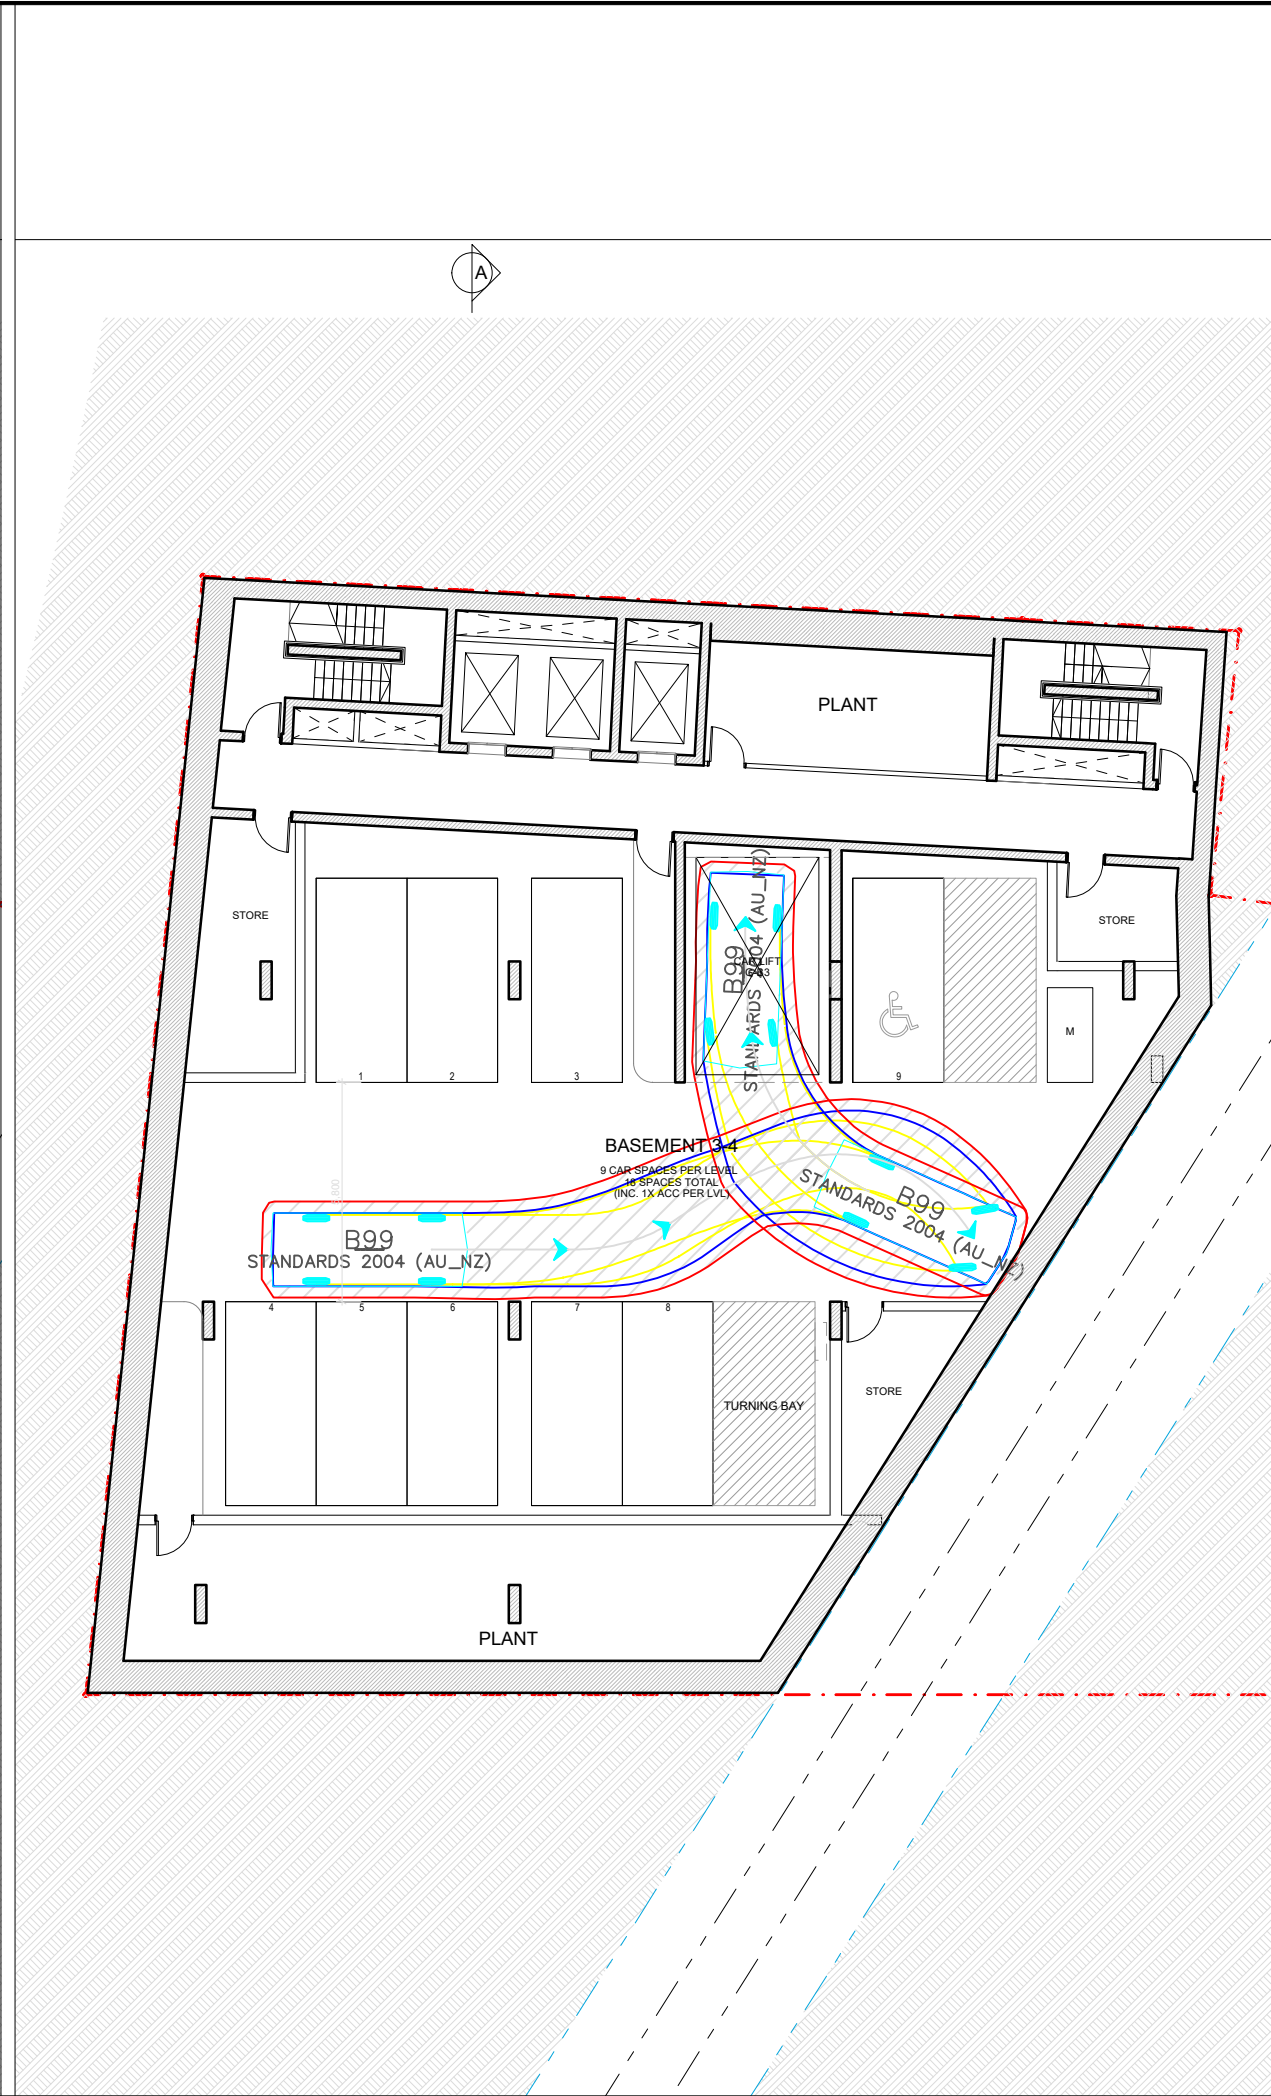 A
PLANT
STORE
B99
STANDARDS 2004 (AU_NZ)
CAR LIFT
STORE
M
1
2
3
9
BASEMENT 3-4
9 CAR SPACES PER LEVEL
18 SPACES TOTAL
(INC. 1X ACC PER LVL)
B99
STANDARDS 2004 (AU_NZ)
B99
STANDARDS 2004 (AU_NZ)
4
5
6
7
8
TURNING BAY
STORE
PLANT